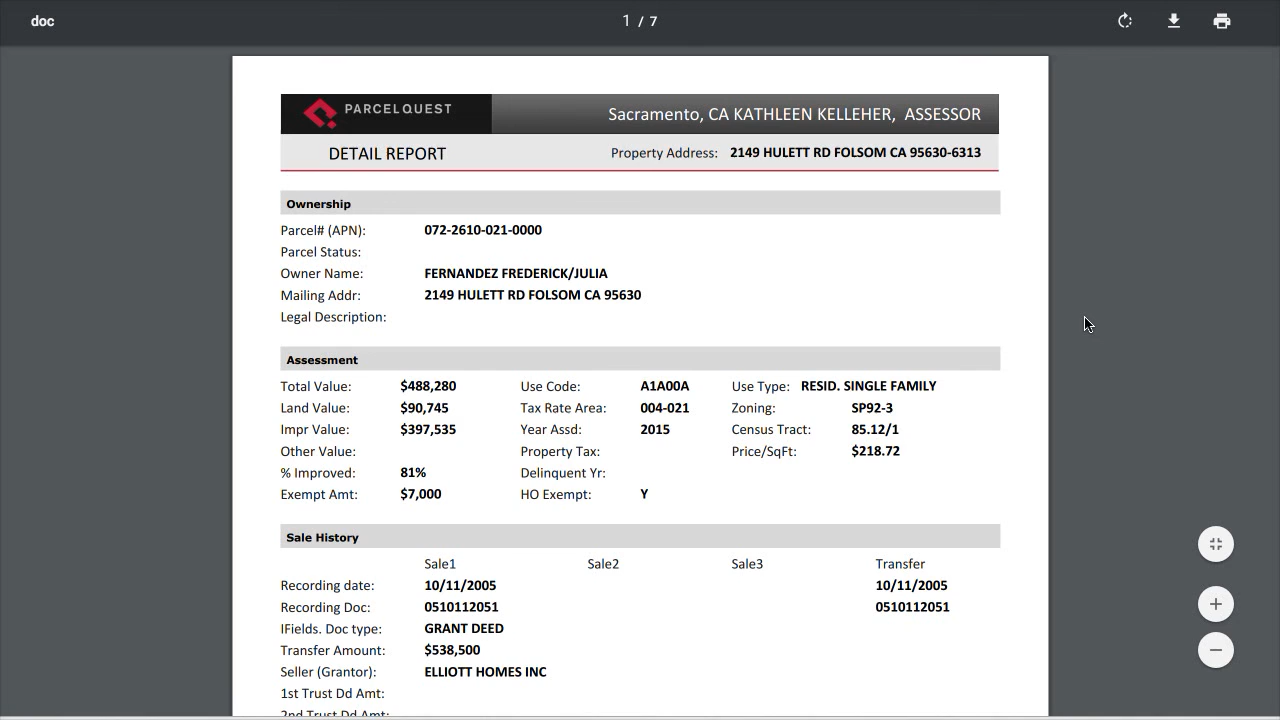 doc
1 / 7
PARCELQUEST
Sacramento, CA KATHLEEN KELLEHER, ASSESSOR
DETAIL REPORT
Property Address: 2149 HULETT RD FOLSOM CA 95630-6313
Ownership
Parcel# (APN): 072-2610-021-0000
Parcel Status:
Owner Name: FERNANDEZ FREDERICK/JULIA
Mailing Addr: 2149 HULETT RD FOLSOM CA 95630
Legal Description:
Assessment
Total Value: $488,280 Use Code: A1A00A Use Type: RESID. SINGLE FAMILY
Land Value: $90,745 Tax Rate Area: 004-021 Zoning: SP92-3
Impr Value: $397,535 Year Assd: 2015 Census Tract: 85.12/1
Other Value: Property Tax: Price/SqFt: $218.72
% Improved: 81% Delinquent Yr:
Exempt Amt: $7,000 HO Exempt: Y
Sale History
Sale1 Sale2 Sale3 Transfer
Recording date: 10/11/2005 10/11/2005
Recording Doc: 0510112051 0510112051
IFields. Doc type: GRANT DEED
Transfer Amount: $538,500
Seller (Grantor): ELLIOTT HOMES INC
1st Trust Dd Amt:
2nd Trust Dd Amt: